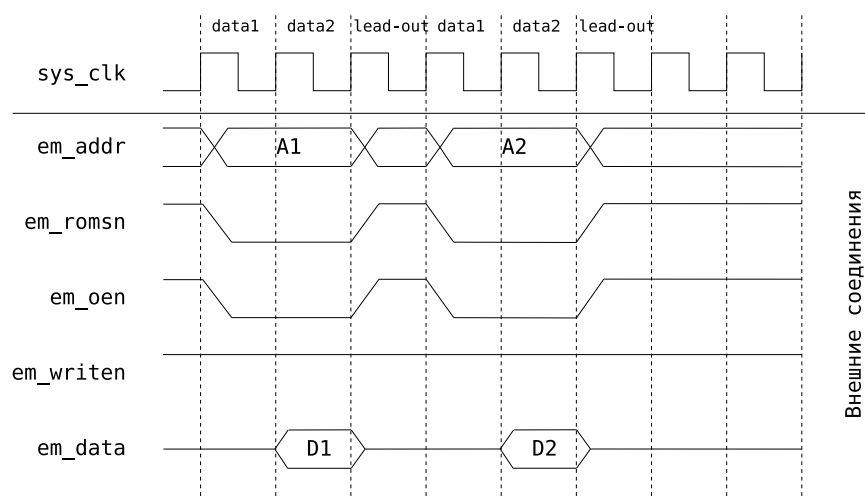 data1 data2 lead-out data1 data2 lead-out
sys_clk
em_addr A1 A2
em_romsn
em_oen
em_writen
em_data D1 D2
Внешние соединения